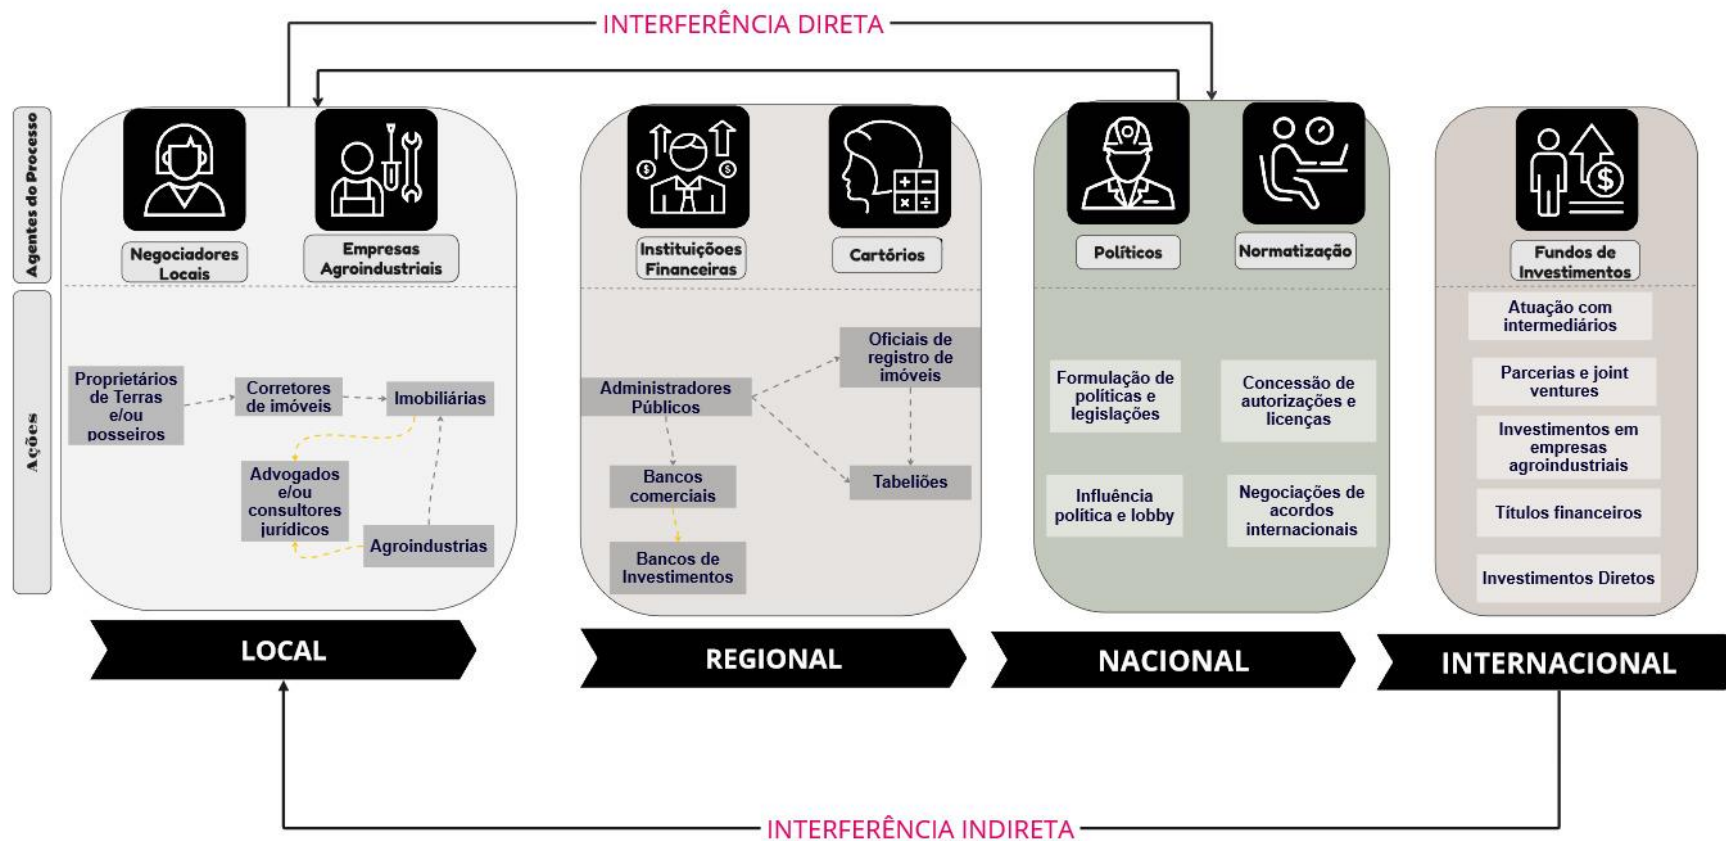 INTERFERÊNCIA DIRETA
Agentes do Processo
Negociadores
Locais
Empresas
Agroindustriais
Instituiçãoes
Financeiras
Cartórios
Políticos
Normatização
Fundos de
Investimentos
Ações
Proprietários
de Terras
e/ou
posseiros
Corretores
de imóveis
Imobiliárias
Advogados
e/ou
consultores
jurídicos
Agroindustrias
Administradores
Públicos
Oficiais de
registro de
imóveis
Bancos
comerciais
Tabeliões
Bancos de
Investimentos
Formulação de
políticas e
legislações
Concessão de
autorizações e
licenças
Influência
política e lobby
Negociações de
acordos
internacionais
Atuação com
intermediários
Parcerias e joint
ventures
Investimentos em
empresas
agroindustriais
Títulos financeiros
Investimentos Diretos
LOCAL
REGIONAL
NACIONAL
INTERNACIONAL
INTERFERÊNCIA INDIRETA